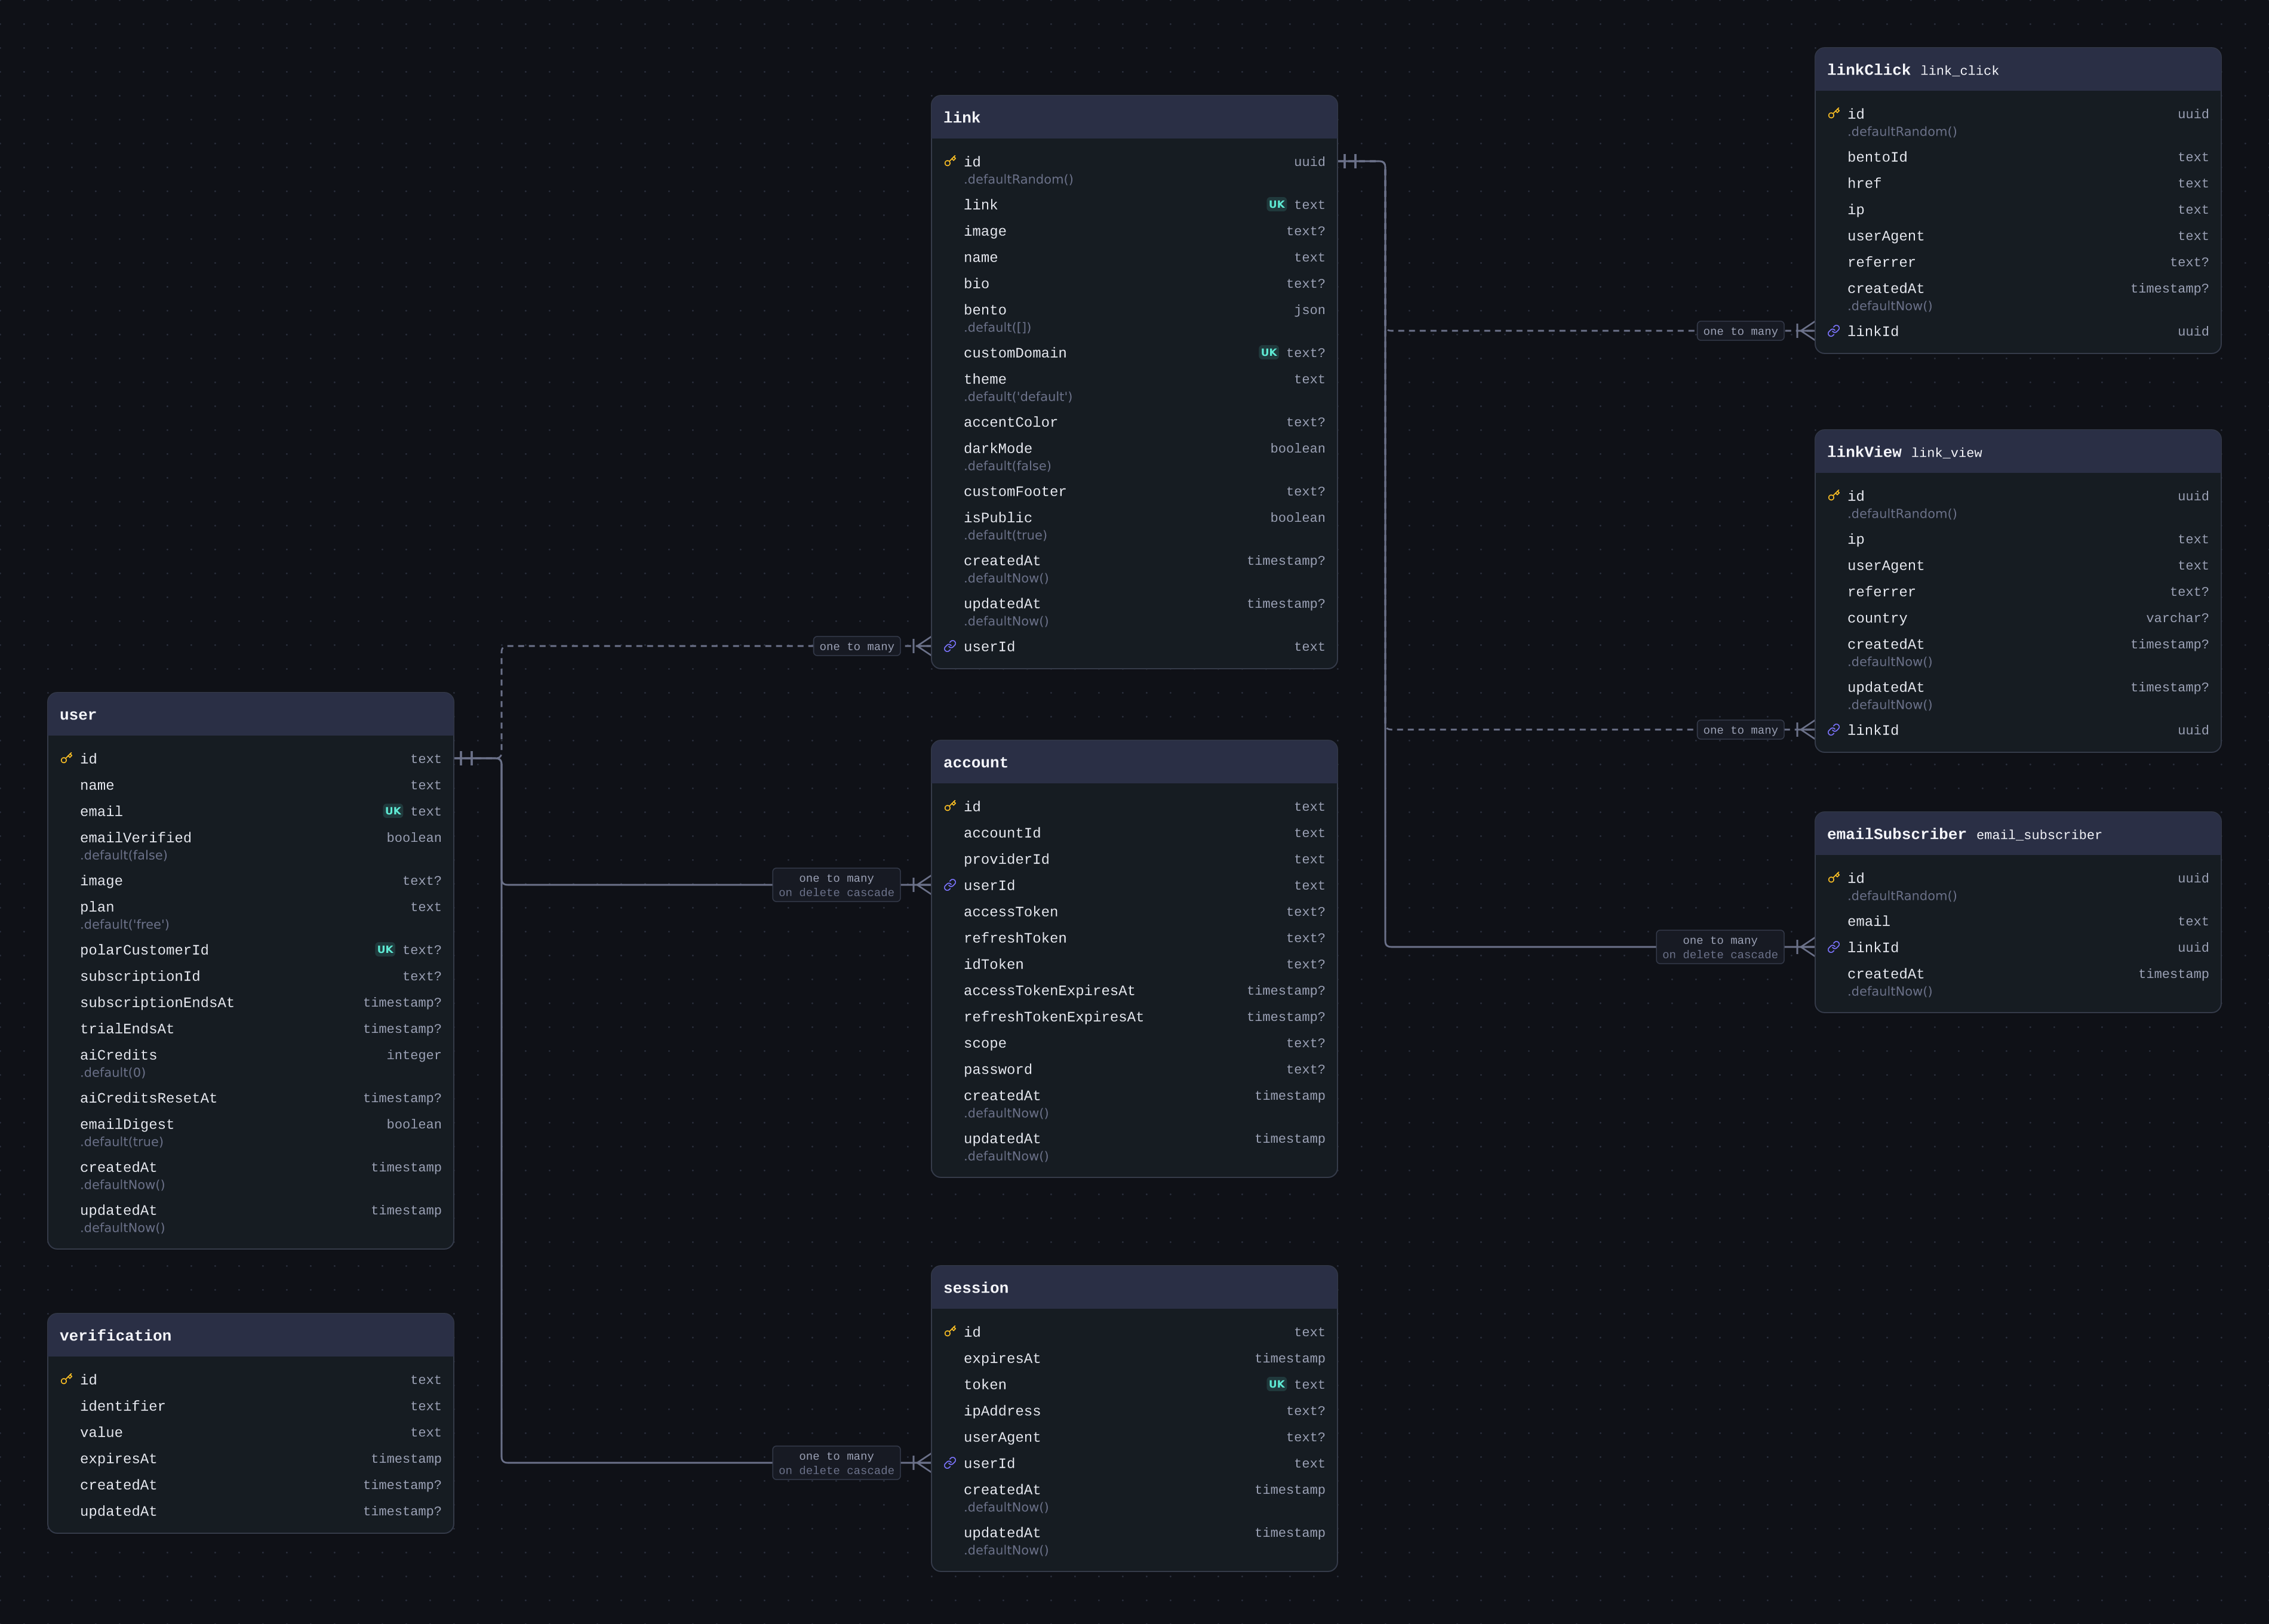 user
id text
name text
email UK text
emailVerified boolean
.default(false)
image text?
plan text
.default('free')
polarCustomerId UK text?
subscriptionId text?
subscriptionEndsAt timestamp?
trialEndsAt timestamp?
aiCredits integer
.default(0)
aiCreditsResetAt timestamp?
emailDigest boolean
.default(true)
createdAt timestamp
.defaultNow()
updatedAt timestamp
.defaultNow()
verification
id text
identifier text
value text
expiresAt timestamp
createdAt timestamp?
updatedAt timestamp?
one to many
one to many
on delete cascade
one to many
on delete cascade
link
id uuid
.defaultRandom()
link UK text
image text?
name text
bio text?
bento json
.default([])
customDomain UK text?
theme text
.default('default')
accentColor text?
darkMode boolean
.default(false)
customFooter text?
isPublic boolean
.default(true)
createdAt timestamp?
.defaultNow()
updatedAt timestamp?
.defaultNow()
userId text
account
id text
accountId text
providerId text
userId text
accessToken text?
refreshToken text?
idToken text?
accessTokenExpiresAt timestamp?
refreshTokenExpiresAt timestamp?
scope text?
password text?
createdAt timestamp
.defaultNow()
updatedAt timestamp
.defaultNow()
session
id text
expiresAt timestamp
token UK text
ipAddress text?
userAgent text?
userId text
createdAt timestamp
.defaultNow()
updatedAt timestamp
.defaultNow()
one to many
one to many
one to many
on delete cascade
linkClick link_click
id uuid
.defaultRandom()
bentoId text
href text
ip text
userAgent text
referrer text?
createdAt timestamp?
.defaultNow()
linkId uuid
linkView link_view
id uuid
.defaultRandom()
ip text
userAgent text
referrer text?
country varchar?
createdAt timestamp?
.defaultNow()
updatedAt timestamp?
.defaultNow()
linkId uuid
emailSubscriber email_subscriber
id uuid
.defaultRandom()
email text
linkId uuid
createdAt timestamp
.defaultNow()